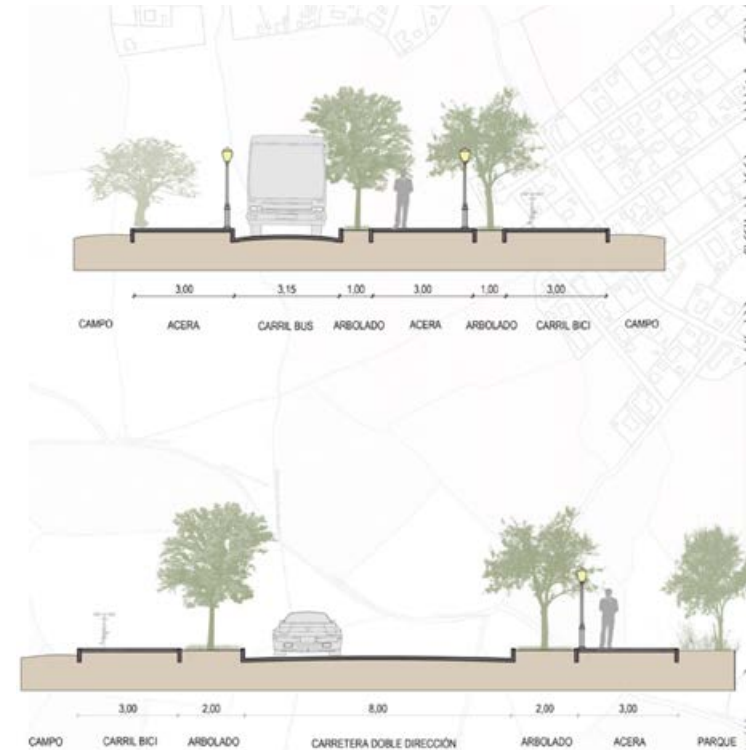 3,00 3,15 1,00 3,00 1,00 3,00
CAMPO ACERA CARRIL BUS ARBOLADO ACERA ARBOLADO CARRIL BICI CAMPO
3,00 2,00 8,00 2,00 3,00
CAMPO CARRIL BICI ARBOLADO CARRETERA DOBLE DIRECCIÓN ARBOLADO ACERA PARQUE